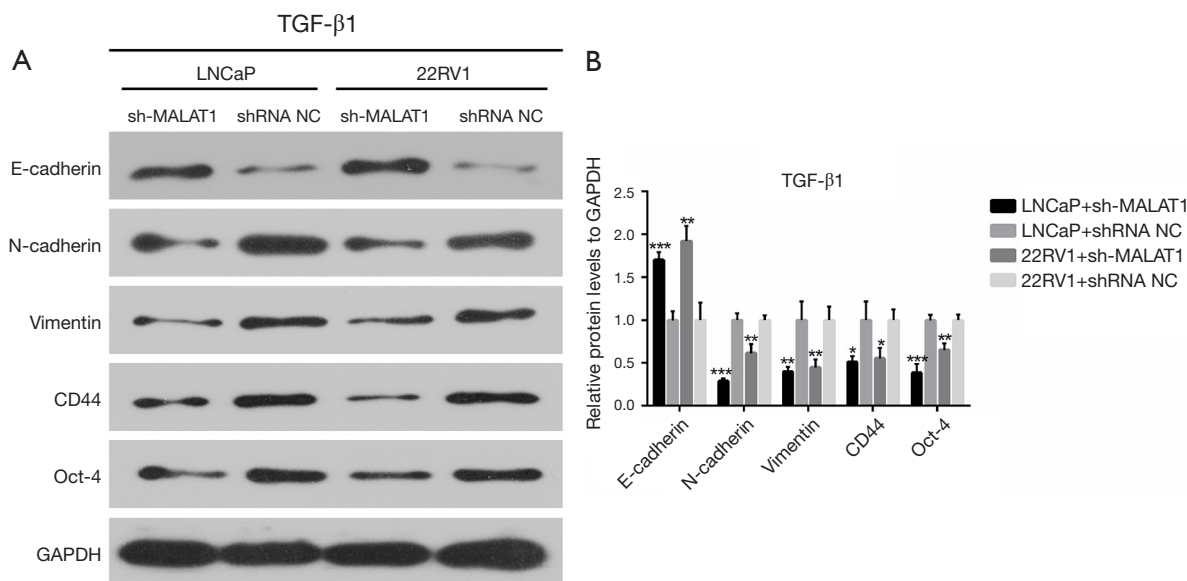 TGF-β1
A
LNCaP 22RV1
sh-MALAT1 shRNA NC sh-MALAT1 shRNA NC
E-cadherin
N-cadherin
Vimentin
CD44
Oct-4
GAPDH
B
TGF-β1
Relative protein levels to GAPDH
2.5
2.0
1.5
1.0
0.5
0.0
*** **
*** **
** **
* *
*** **
E-cadherin
N-cadherin
Vimentin
CD44
Oct-4
LNCaP+sh-MALAT1
LNCaP+shRNA NC
22RV1+sh-MALAT1
22RV1+shRNA NC